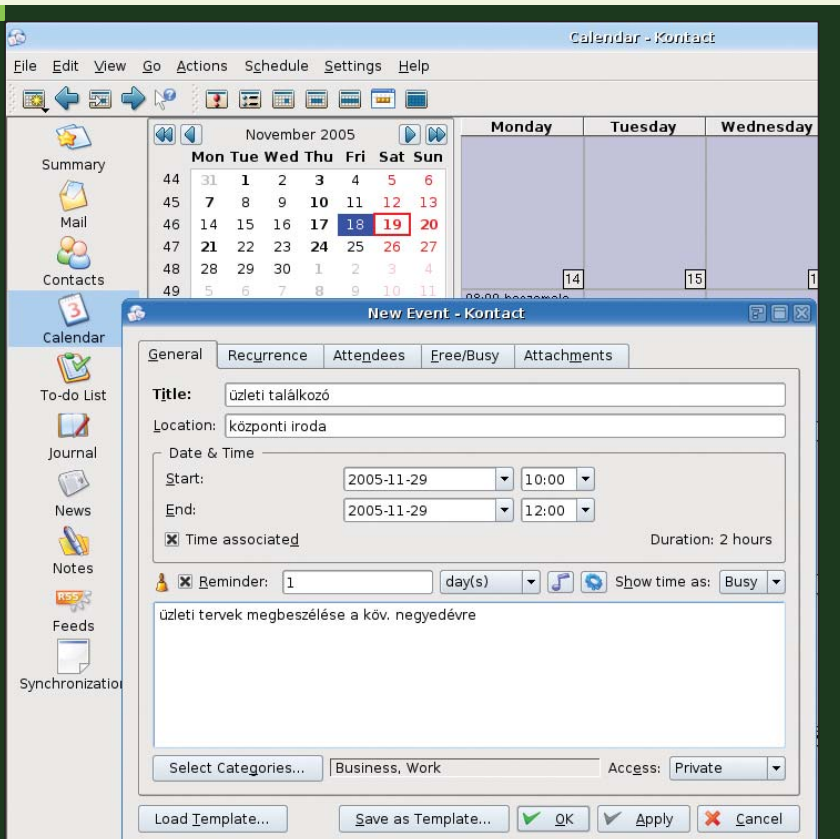 Calendar - Kontact
File Edit View Go Actions Schedule Settings Help
Summary
Mail
Contacts
Calendar
To-do List
Journal
News
Notes
Feeds
Synchronizatio
November 2005
Mon Tue Wed Thu Fri Sat Sun
44 31 1 2 3 4 5 6
45 7 8 9 10 11 12 13
46 14 15 16 17 18 19 20
47 21 22 23 24 25 26 27
48 28 29 30 1 2 3 4
49 5 6 7 8 9 10 11
Monday Tuesday Wednesday
14 15 1
New Event - Kontact
General Recurrence Attendees Free/Busy Attachments
Title: üzleti találkozó
Location: központi iroda
Date & Time
Start: 2005-11-29 10:00
End: 2005-11-29 12:00
Time associated Duration: 2 hours
Reminder: 1 day(s) Show time as: Busy
üzleti tervek megbeszélése a köv. negyedévre
Select Categories... Business, Work Access: Private
Load Template... Save as Template... OK Apply Cancel